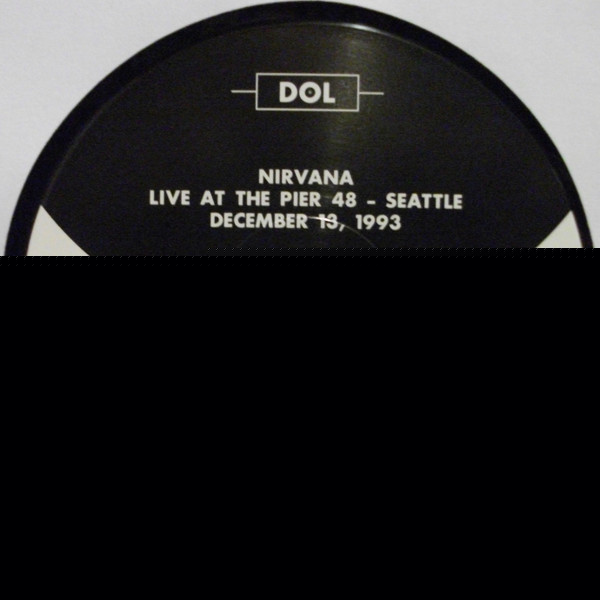 DOL
NIRVANA
LIVE AT THE PIER 48 – SEATTLE
DECEMBER 13, 1993